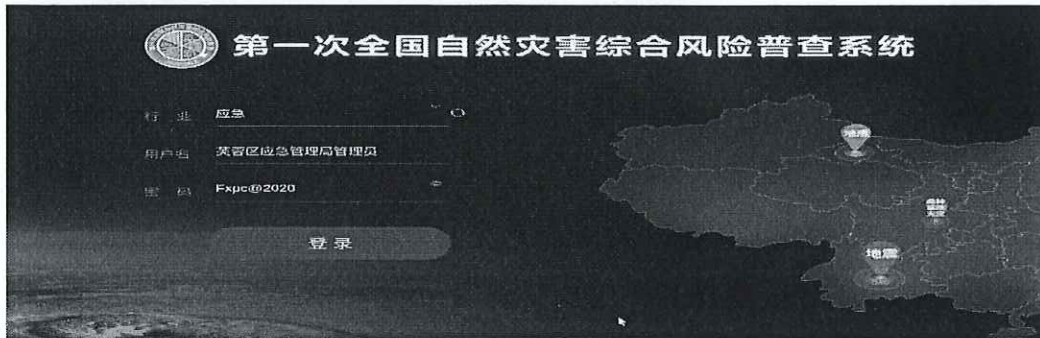 第一次全国自然灾害综合风险普查系统
行 业 应急
用户名 芙蓉区应急管理局管理员
密 码 Fxpc@2020
登录
地震